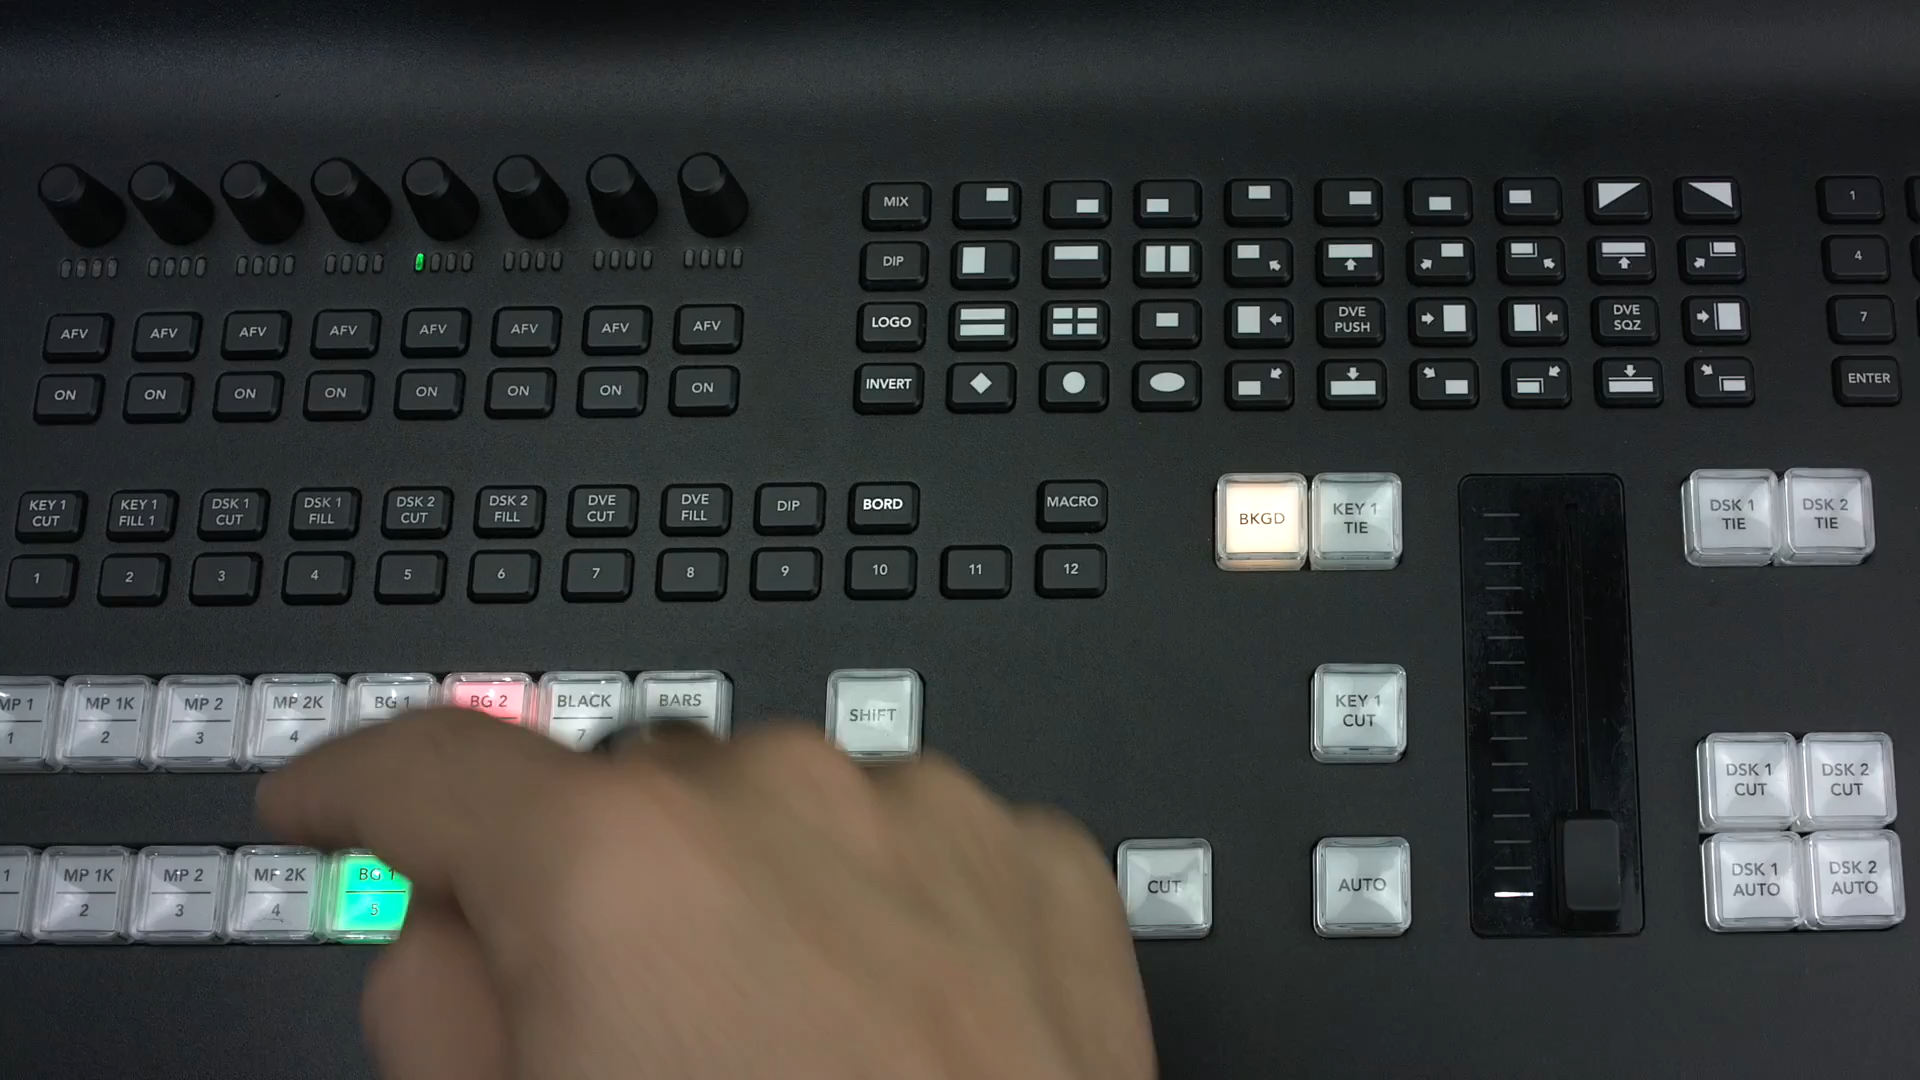 MIX
1
DIP
4
LOGO
DVE
PUSH
DVE
SQZ
7
INVERT
ENTER
AFV AFV AFV AFV AFV AFV AFV AFV
ON ON ON ON ON ON ON ON
KEY 1
CUT
KEY 1
FILL 1
DSK 1
CUT
DSK 1
FILL
DSK 2
CUT
DSK 2
FILL
DVE
CUT
DVE
FILL
DIP
BORD
MACRO
1 2 3 4 5 6 7 8 9 10 11 12
BKGD
KEY 1
TIE
DSK 1
TIE
DSK 2
TIE
MP 1
1
MP 1K
2
MP 2
3
MP 2K
4
BG 1
BG 2
BLACK
7
BARS
SHIFT
KEY 1
CUT
DSK 1
CUT
DSK 2
CUT
1
MP 1K
2
MP 2
3
MP 2K
4
BG 1
5
CUT
AUTO
DSK 1
AUTO
DSK 2
AUTO